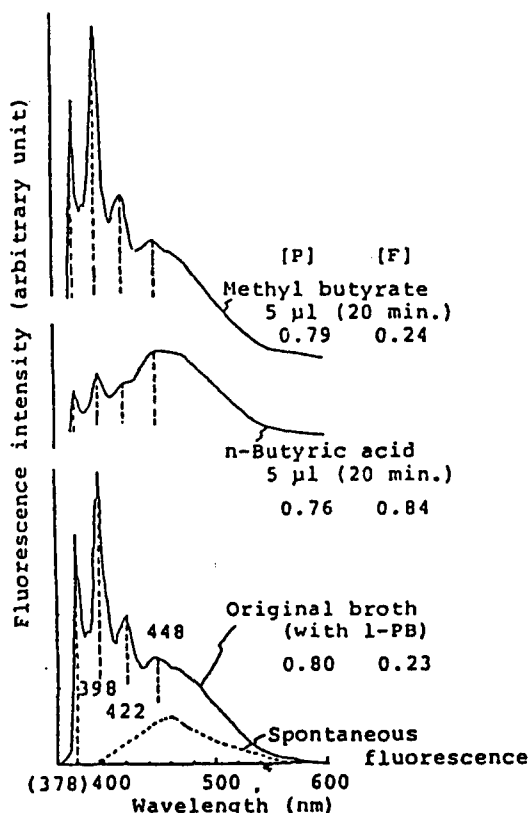 Fluorescence intensity (arbitrary unit)
[P] [F]
Methyl butyrate
5 µl (20 min.)
0.79 0.24
n-Butyric acid
5 µl (20 min.)
0.76 0.84
448
Original broth
(with 1-PB)
0.80 0.23
398
422
Spontaneous
fluorescence
(378) 400 500 600
Wavelength (nm)